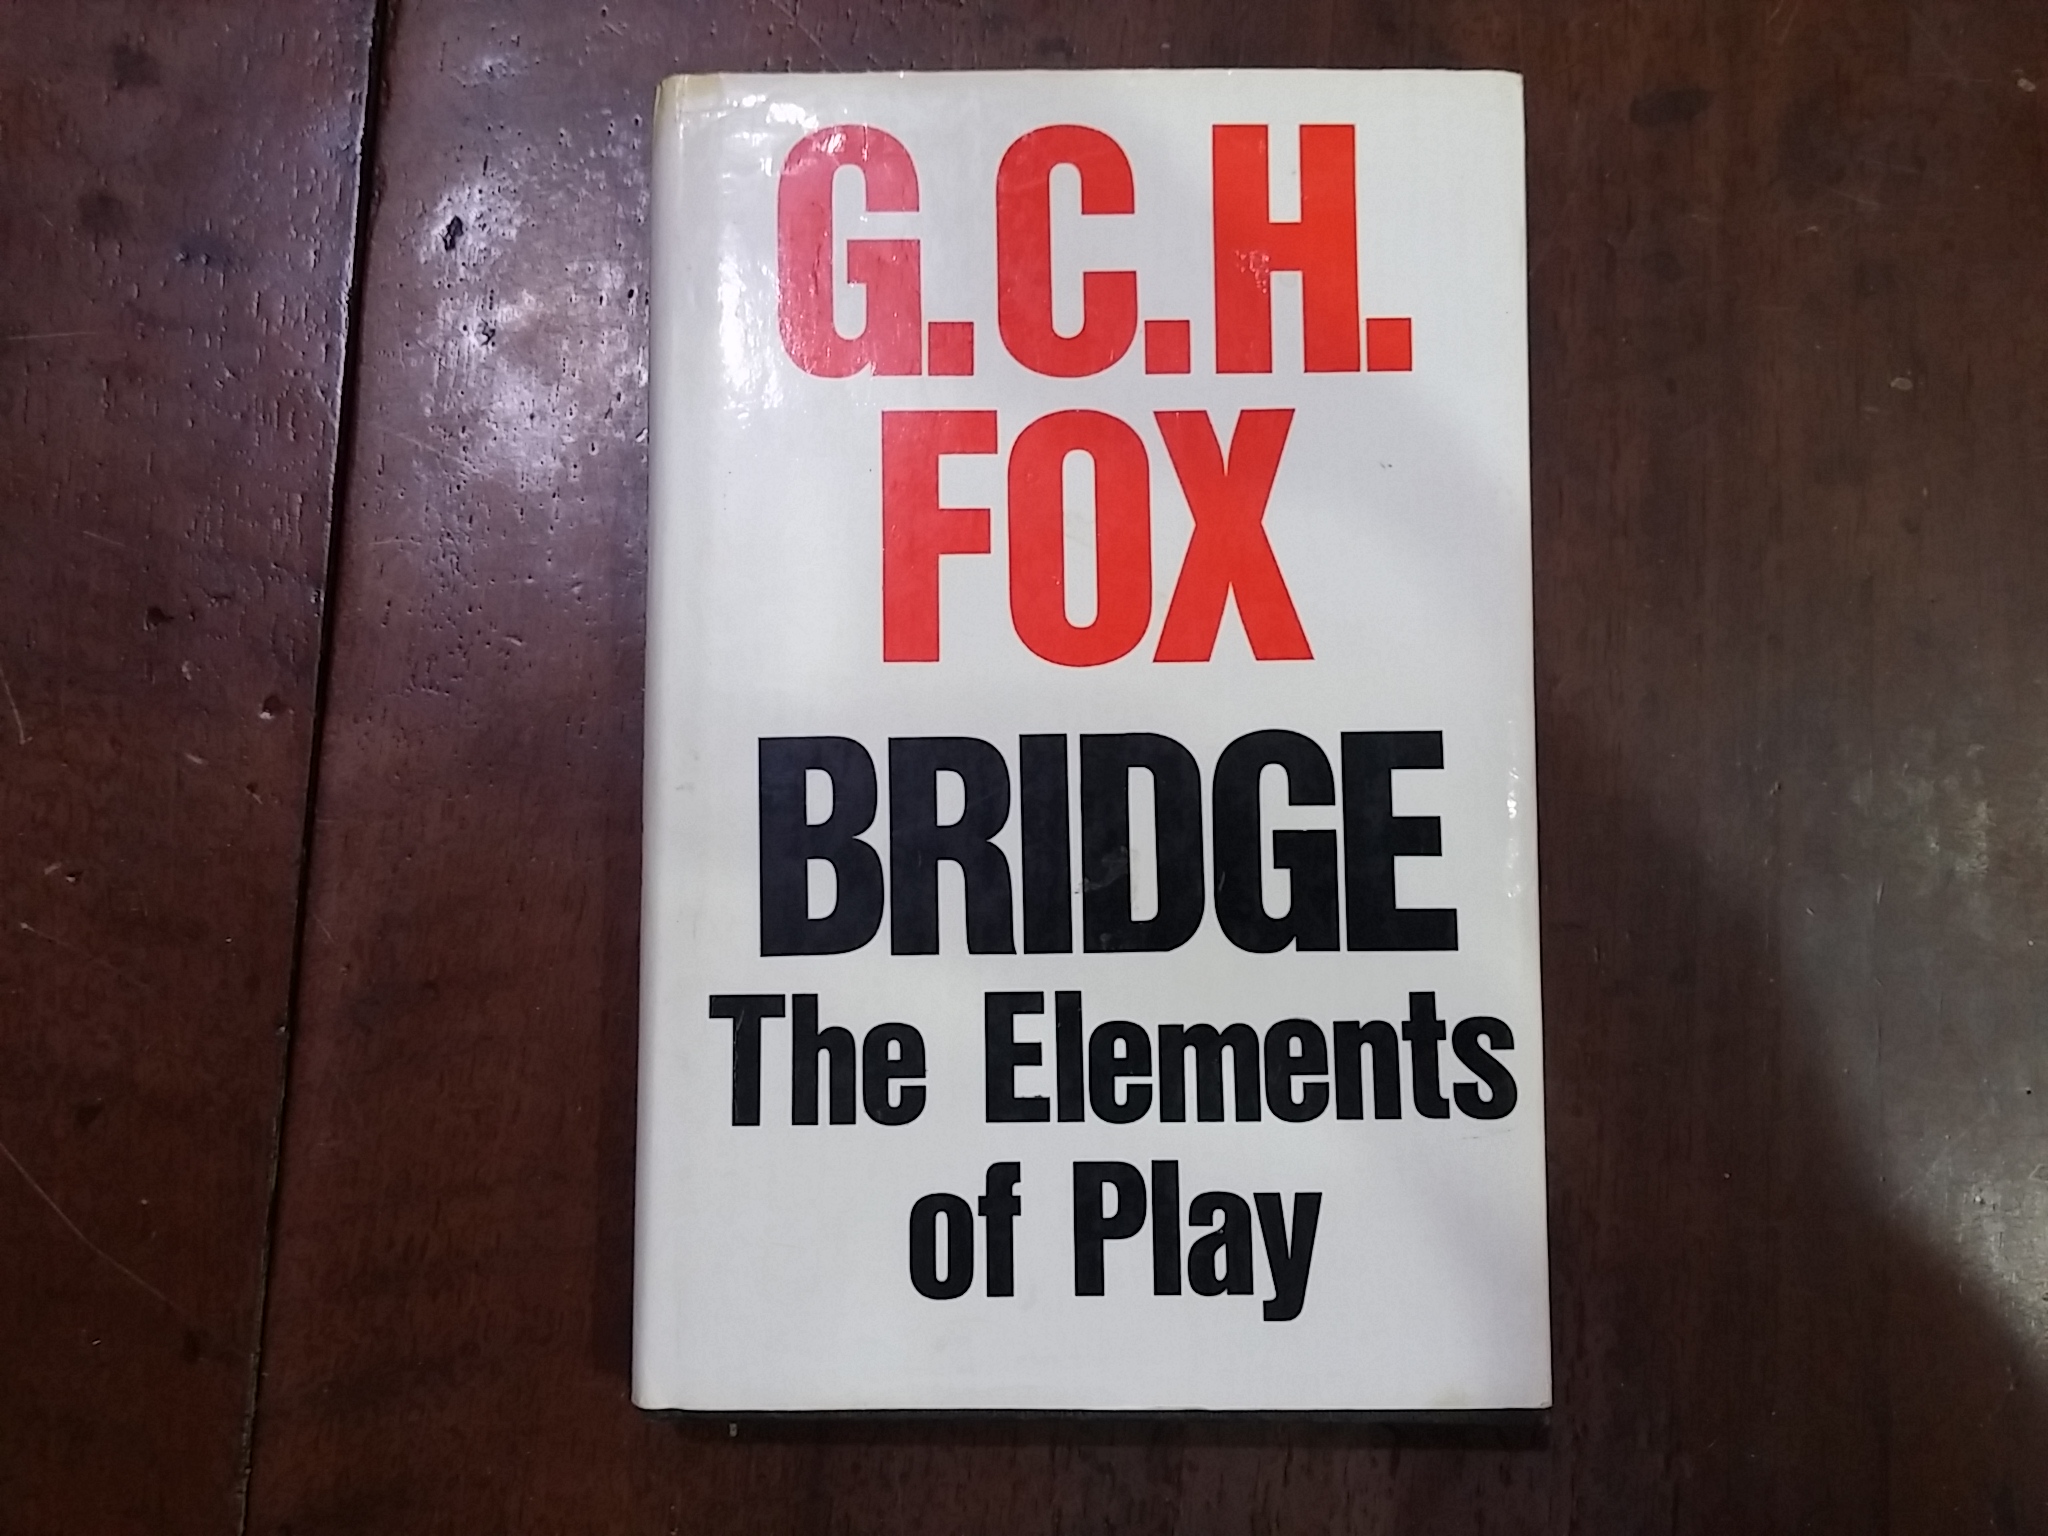 G.C.H.
FOX
BRIDGE
The Elements
of Play